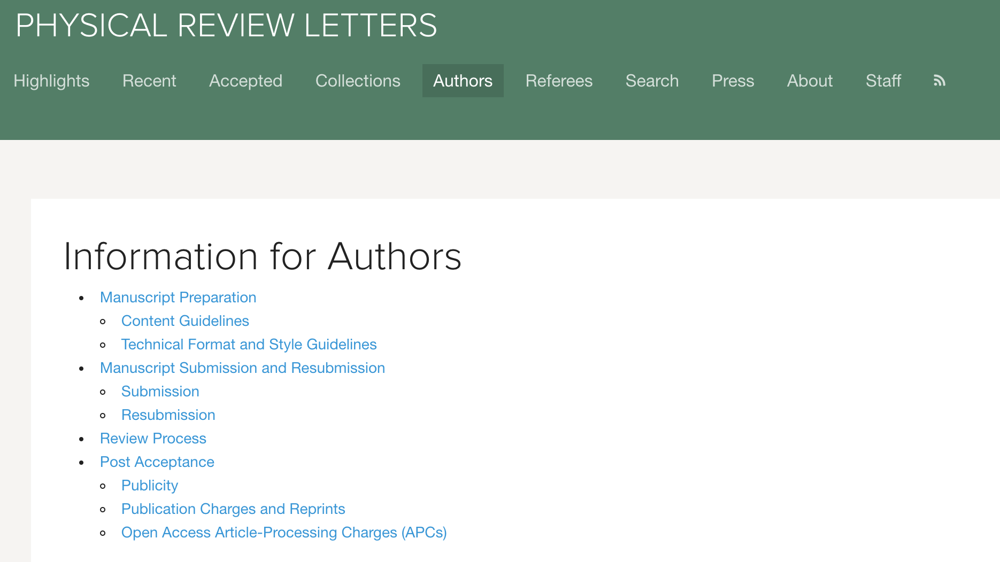 PHYSICAL REVIEW LETTERS
Highlights Recent Accepted Collections Authors Referees Search Press About Staff
Information for Authors
Manuscript Preparation
Content Guidelines
Technical Format and Style Guidelines
Manuscript Submission and Resubmission
Submission
Resubmission
Review Process
Post Acceptance
Publicity
Publication Charges and Reprints
Open Access Article-Processing Charges (APCs)